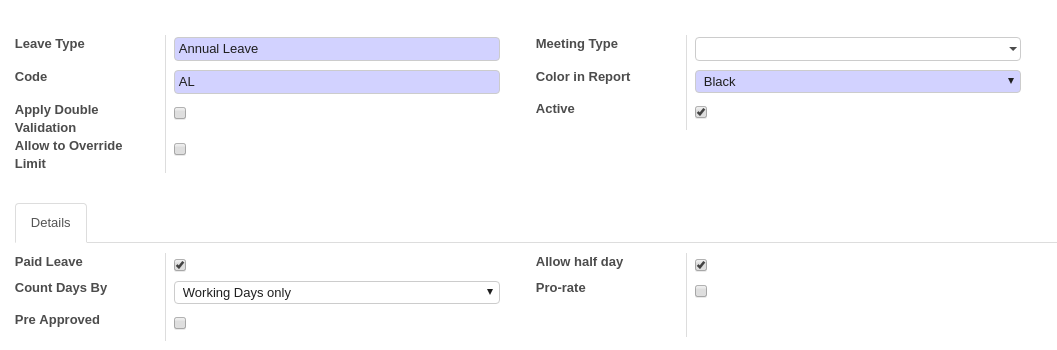 Leave Type Annual Leave Meeting Type
Code AL Color in Report Black
Apply Double Active
Validation
Allow to Override
Limit
Details
Paid Leave Allow half day
Count Days By Working Days only Pro-rate
Pre Approved